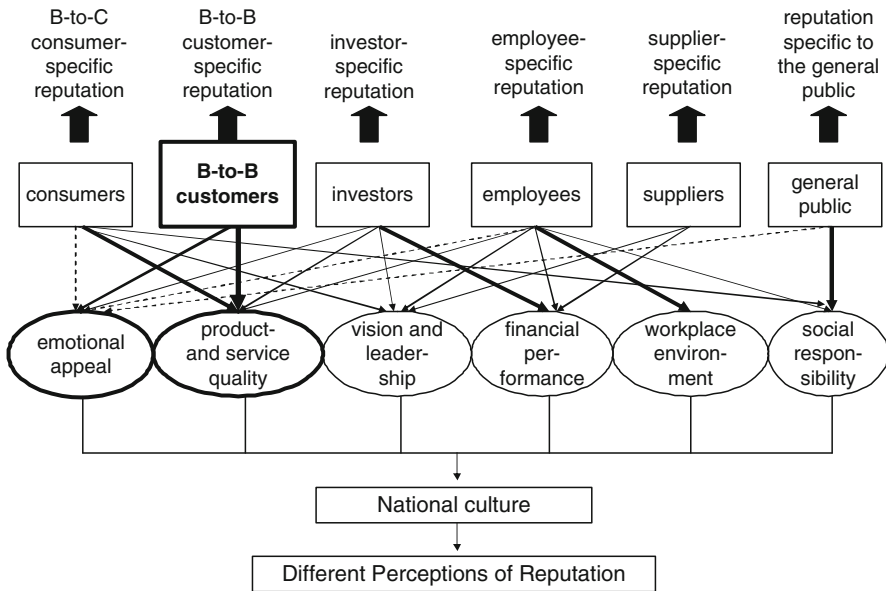 B-to-C
consumer-
specific
reputation
B-to-B
customer-
specific
reputation
investor-
specific
reputation
employee-
specific
reputation
supplier-
specific
reputation
reputation
specific to
the general
public
consumers
B-to-B
customers
investors
employees
suppliers
general
public
emotional
appeal
product-
and service
quality
vision and
leader-
ship
financial
per-
formance
workplace
environ-
ment
social
respon-
sibility
National culture
Different Perceptions of Reputation